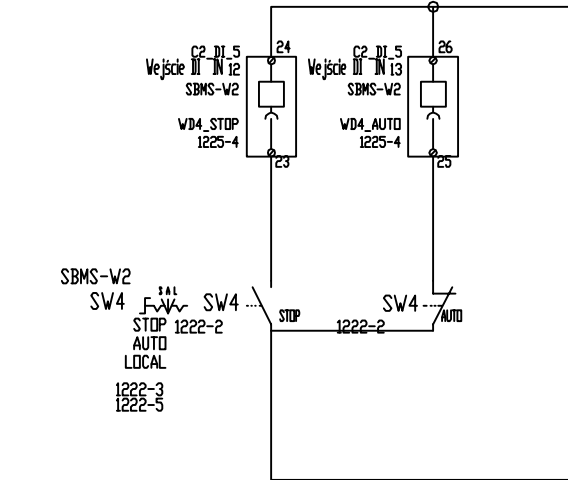 C2_DI_5 24
Wejście DI IN 12
SBMS-W2
WD4_STOP
1225-4
23
C2_DI_5 26
Wejście DI IN 13
SBMS-W2
WD4_AUTO
1225-4
25
SBMS-W2
SW4
S A L
STOP
AUTO
LOCAL
1222-3
1222-5
SW4
1222-2
STOP
SW4
1222-2
AUTO